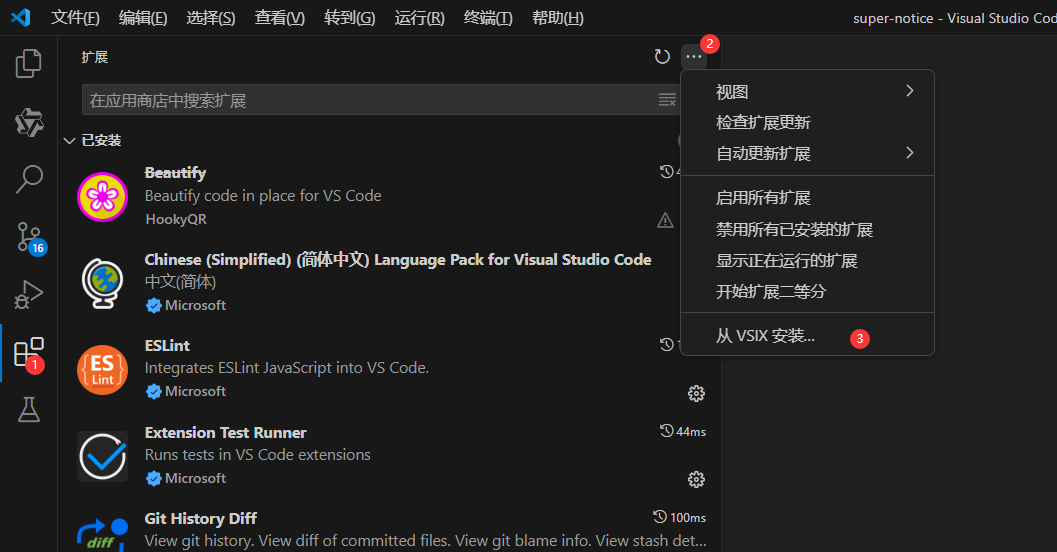 文件(F) 编辑(E) 选择(S) 查看(V) 转到(G) 运行(R) 终端(T) 帮助(H) super-notice - Visual Studio Cod
扩展
2
在应用商店中搜索扩展
视图
检查扩展更新
自动更新扩展
启用所有扩展
禁用所有已安装的扩展
显示正在运行的扩展
开始扩展二等分
从 VSIX 安装...
3
已安装
Beautify
Beautify code in place for VS Code
HookyQR
16
Chinese (Simplified) (简体中文) Language Pack for Visual Studio Code
中文(简体)
Microsoft
1
ES
Lint
ESLint
Integrates ESLint JavaScript into VS Code.
Microsoft
Extension Test Runner
44ms
Runs tests in VS Code extensions
Microsoft
diff
Git History Diff
100ms
View git history. View diff of committed files. View git blame info. View stash det...